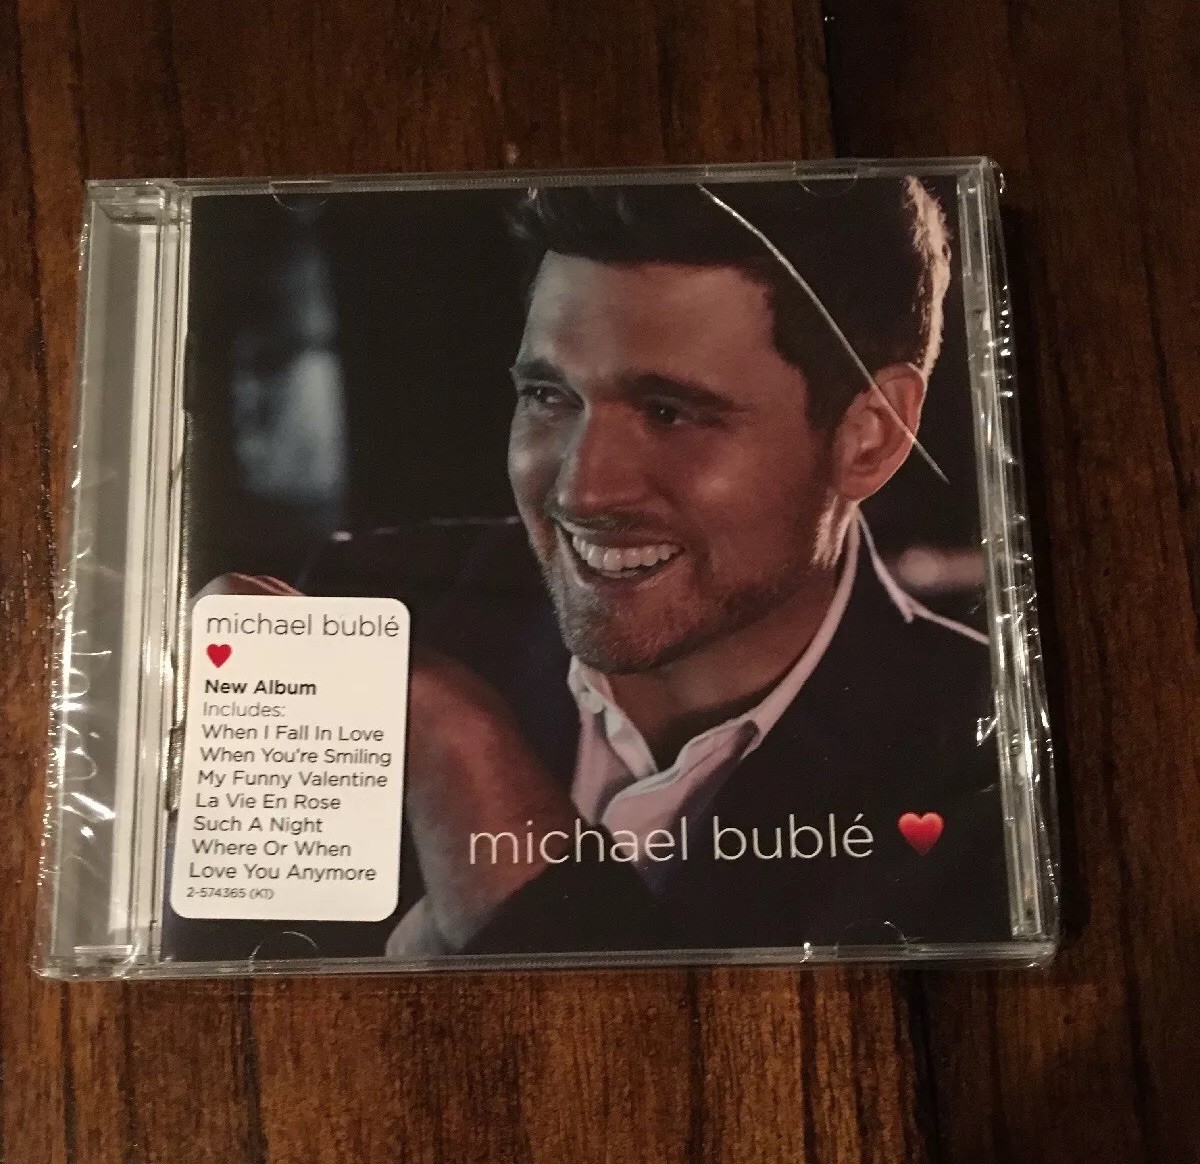 michael bublé
❤
New Album
Includes:
When I Fall In Love
When You're Smiling
My Funny Valentine
La Vie En Rose
Such A Night
Where Or When
Love You Anymore
2-574365 (KT)
michael bublé ❤